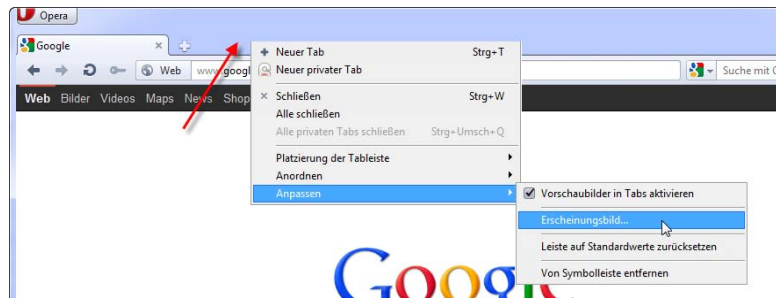 Opera
Google
Neuer Tab Strg+T
Neuer privater Tab
Web www.googl
Suche mit G
Schließen Strg+W
Web Bilder Videos Maps News Shop
Alle schließen
Alle privaten Tabs schließen Strg+Umsch+Q
Platzierung der Tableiste
Anordnen
Anpassen
Vorschaubilder in Tabs aktivieren
Erscheinungsbild...
Leiste auf Standardwerte zurücksetzen
Von Symbolleiste entfernen
Google